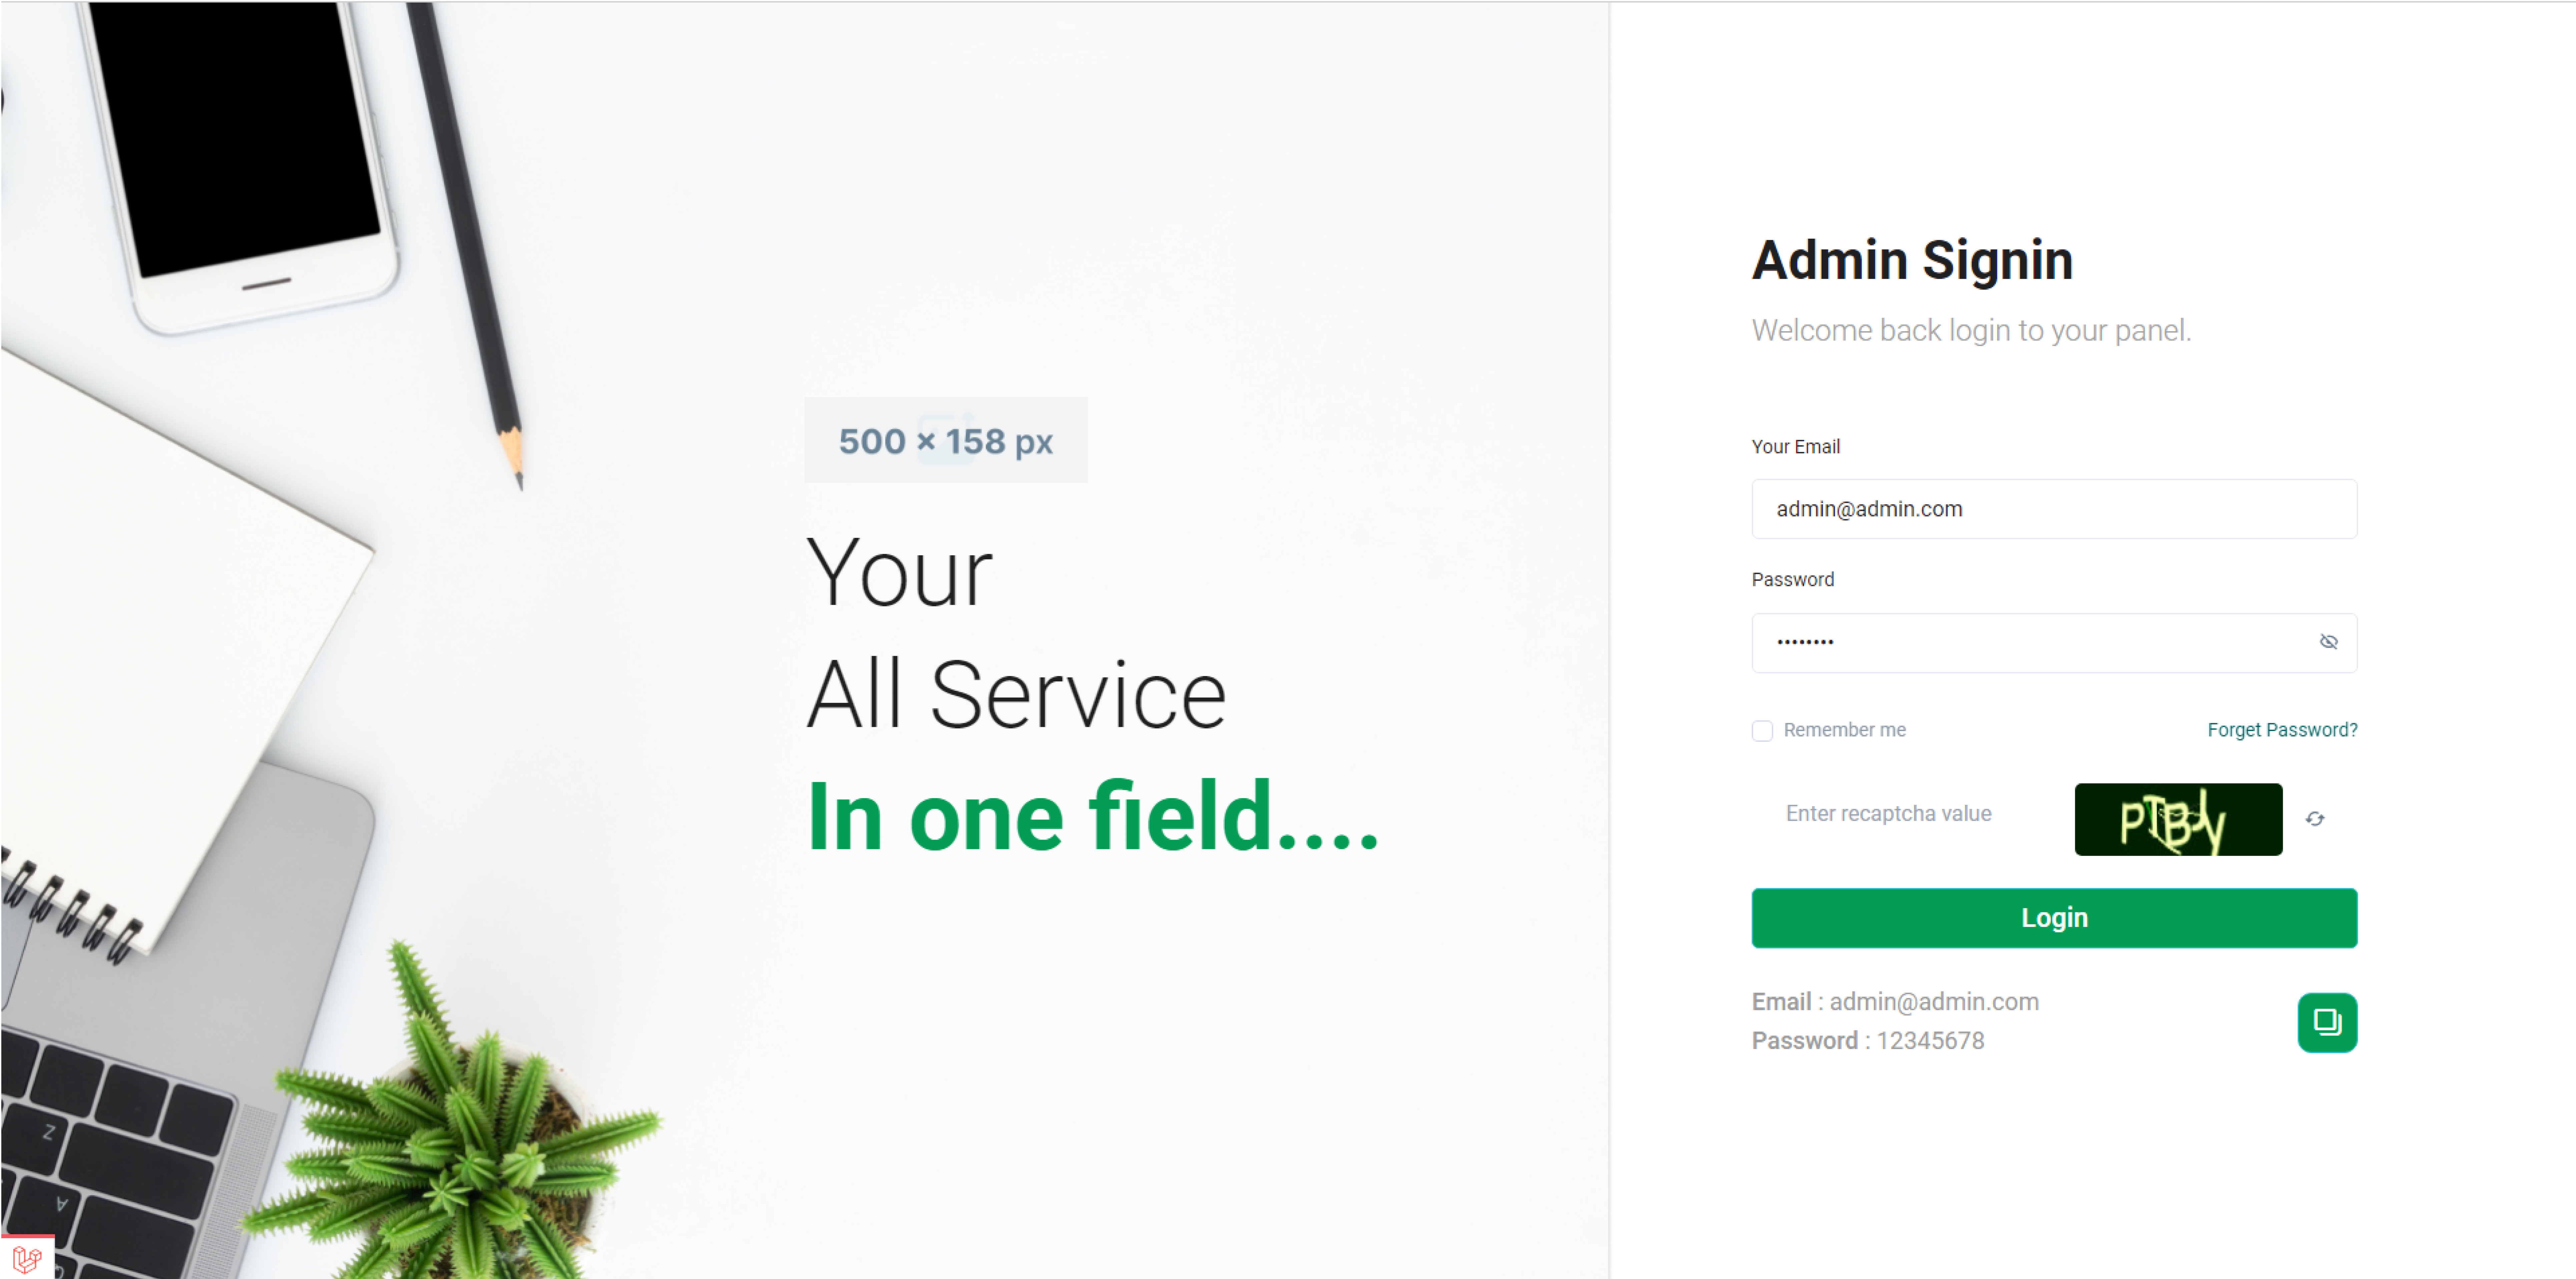 500 × 158 px
Your
All Service
In one field....
Admin Signin
Welcome back login to your panel.
Your Email
admin@admin.com
Password
••••••••
Remember me
Forget Password?
Enter recaptcha value
Login
Email : admin@admin.com
Password : 12345678
Z
A